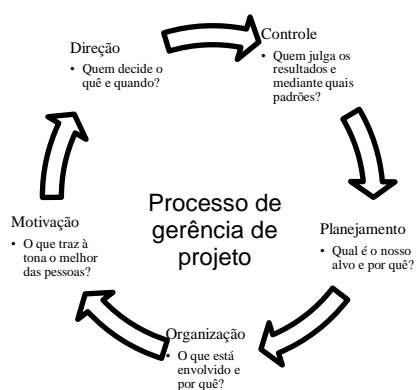 Direção
• Quem decide o
quê e quando?
Controle
• Quem julga os
resultados e
mediante quais
padrões?
Motivação
• O que traz à
tona o melhor
das pessoas?
Processo de
gerência de
projeto
Planejamento
• Qual é o nosso
alvo e por quê?
Organização
• O que está
envolvido e
por quê?